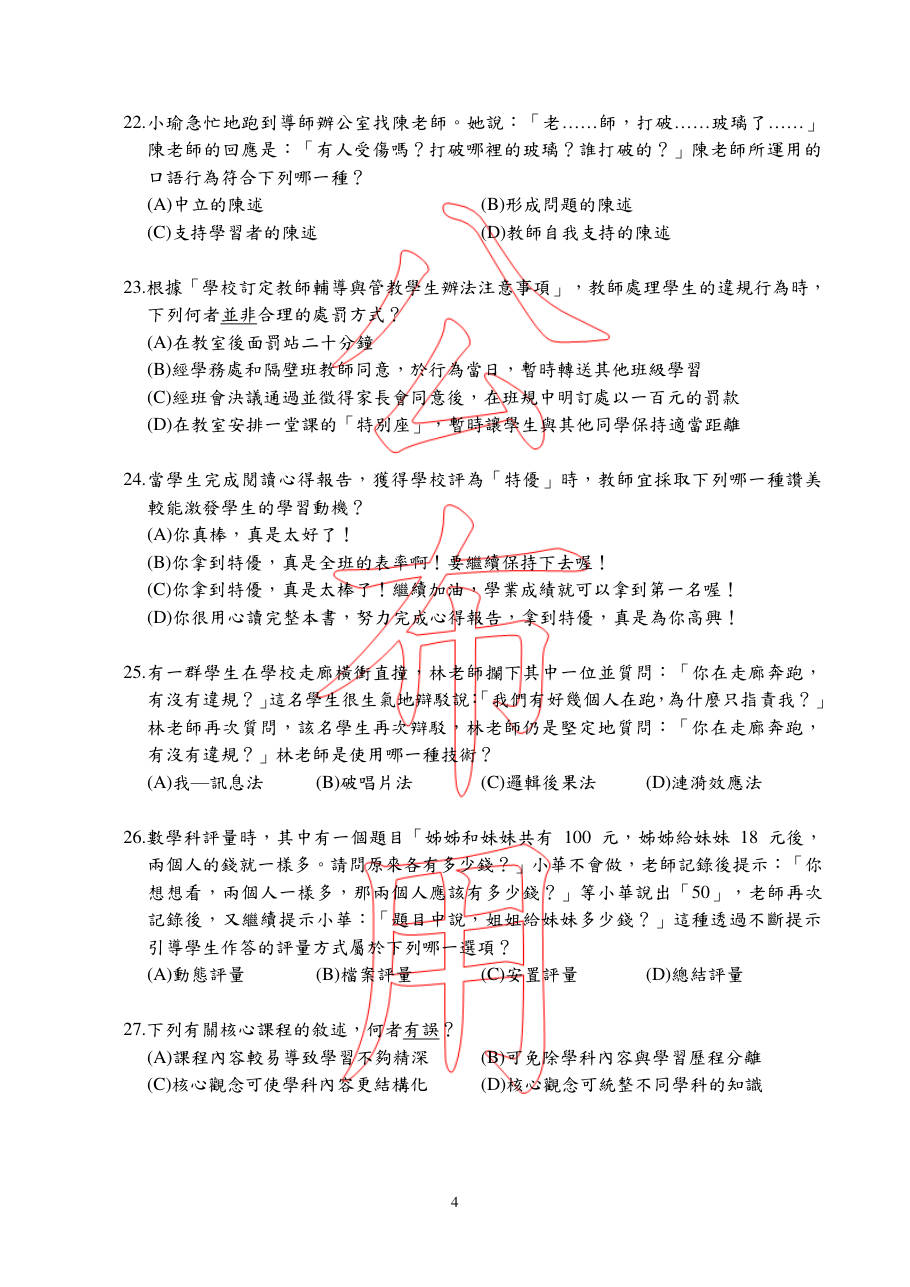 22.小瑜急忙地跑到導師辦公室找陳老師。她說：「老……師，打破……玻璃了……」
陳老師的回應是：「有人受傷嗎？打破哪裡的玻璃？誰打破的？」陳老師所運用的
口語行為符合下列哪一種？
(A)中立的陳述 (B)形成問題的陳述
(C)支持學習者的陳述 (D)教師自我支持的陳述
23.根據「學校訂定教師輔導與管教學生辦法注意事項」，教師處理學生的違規行為時，
下列何者並非合理的處罰方式？
(A)在教室後面罰站二十分鐘
(B)經學務處和隔壁班教師同意，於行為當日，暫時轉送其他班級學習
(C)經班會決議通過並徵得家長會同意後，在班規中明訂處以一百元的罰款
(D)在教室安排一堂課的「特別座」，暫時讓學生與其他同學保持適當距離
24.當學生完成閱讀心得報告，獲得學校評為「特優」時，教師宜採取下列哪一種讚美
較能激發學生的學習動機？
(A)你真棒，真是太好了！
(B)你拿到特優，真是全班的表率啊！要繼續保持下去喔！
(C)你拿到特優，真是太棒了！繼續加油，學業成績就可以拿到第一名喔！
(D)你很用心讀完整本書，努力完成心得報告，拿到特優，真是為你高興！
25.有一群學生在學校走廊橫衝直撞，林老師攔下其中一位並質問：「你在走廊奔跑，
有沒有違規？」這名學生很生氣地辯駁說：「我們有好幾個人在跑，為什麼只指責我？」
林老師再次質問，該名學生再次辯駁，林老師仍是堅定地質問：「你在走廊奔跑，
有沒有違規？」林老師是使用哪一種技術？
(A)我—訊息法 (B)破唱片法 (C)邏輯後果法 (D)漣漪效應法
26.數學科評量時，其中有一個題目「姊姊和妹妹共有 100 元，姊姊給妹妹 18 元後，
兩個人的錢就一樣多。請問原來各有多少錢？」小華不會做，老師記錄後提示：「你
想想看，兩個人一樣多，那兩個人應該有多少錢？」等小華說出「50」，老師再次
記錄後，又繼續提示小華：「題目中說，姐姐給妹妹多少錢？」這種透過不斷提示
引導學生作答的評量方式屬於下列哪一選項？
(A)動態評量 (B)檔案評量 (C)安置評量 (D)總結評量
27.下列有關核心課程的敘述，何者有誤？
(A)課程內容較易導致學習不夠精深 (B)可免除學科內容與學習歷程分離
(C)核心觀念可使學科內容更結構化 (D)核心觀念可統整不同學科的知識
公布用
4